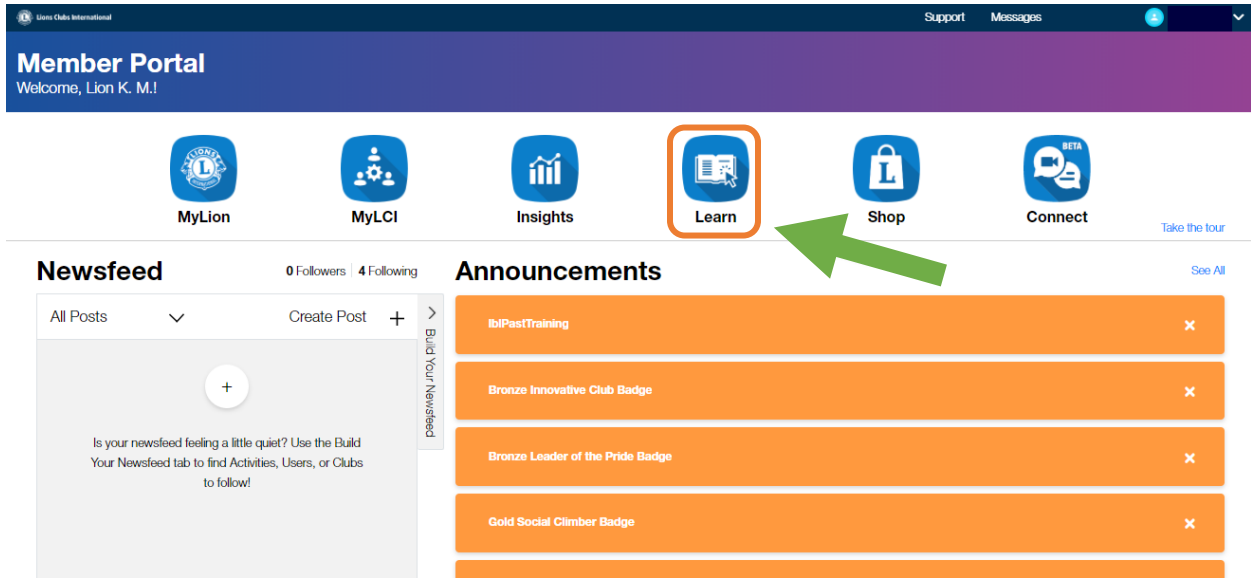 Lions Clubs International
Support
Messages
Member Portal
Welcome, Lion K. M.!
LIONS
L
INTERNATIONAL
MyLion
MyLCI
Insights
Learn
L
Shop
BETA
Connect
Take the tour
Newsfeed
0 Followers
4 Following
All Posts
Create Post +
Build Your Newsfeed
+
Is your newsfeed feeling a little quiet? Use the Build
Your Newsfeed tab to find Activities, Users, or Clubs
to follow!
Announcements
See All
lblPastTraining
Bronze Innovative Club Badge
Bronze Leader of the Pride Badge
Gold Social Climber Badge